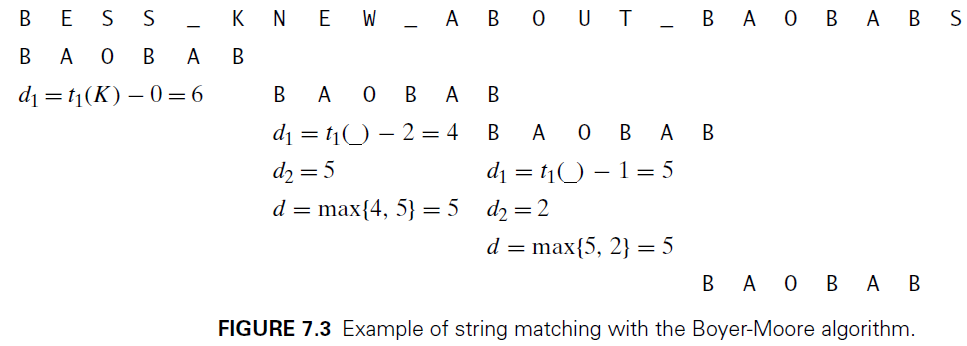 B E S S _ K N E W _ A B O U T _ B A O B A B S
B A O B A B
d₁ = t₁(K) − 0 = 6 B A O B A B
d₁ = t₁(_) − 2 = 4 B A O B A B
d₂ = 5 d₁ = t₁(_) − 1 = 5
d = max{4, 5} = 5 d₂ = 2
d = max{5, 2} = 5
B A O B A B
FIGURE 7.3 Example of string matching with the Boyer-Moore algorithm.